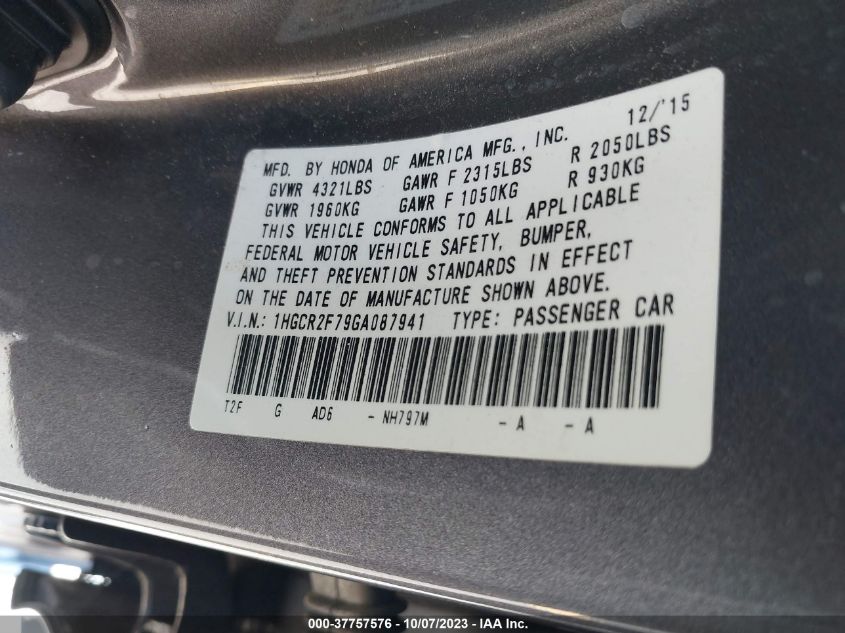 12/'15
MFD. BY HONDA OF AMERICA MFG., INC.
GVWR 4321LBS GAWR F 2315LBS R 2050LBS
GVWR 1960KG GAWR F 1050KG R 930KG
THIS VEHICLE CONFORMS TO ALL APPLICABLE
FEDERAL MOTOR VEHICLE SAFETY, BUMPER,
AND THEFT PREVENTION STANDARDS IN EFFECT
ON THE DATE OF MANUFACTURE SHOWN ABOVE.
V.I.N.: 1HGCR2F79GA087941 TYPE: PASSENGER CAR
T2F G AD6 - NH797M - A - A
000-37757576 - 10/07/2023 - IAA Inc.